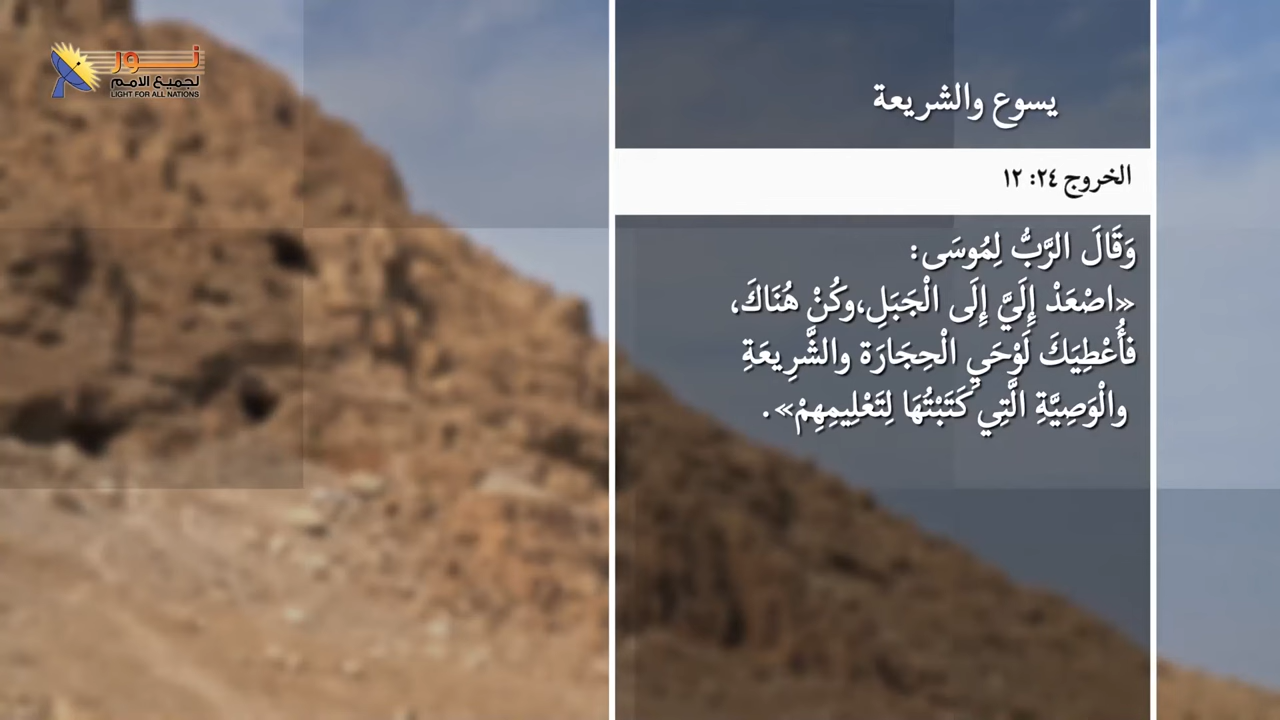 نور
لجميع الامم
LIGHT FOR ALL NATIONS
يسوع والشريعة
الخروج ٢٤: ١٢
وَقَالَ الرَّبُّ لِمُوسَى:
«اصْعَدْ إِلَيَّ إِلَى الْجَبَلِ،وكُنْ هُنَاكَ،
فأُعْطِيَكَ لَوْحَيِ الْحِجَارَة والشَّرِيعَةِ
والْوَصِيَّةِ الَّتِي كَتَبْتُهَا لِتَعْلِيمِهِمْ».